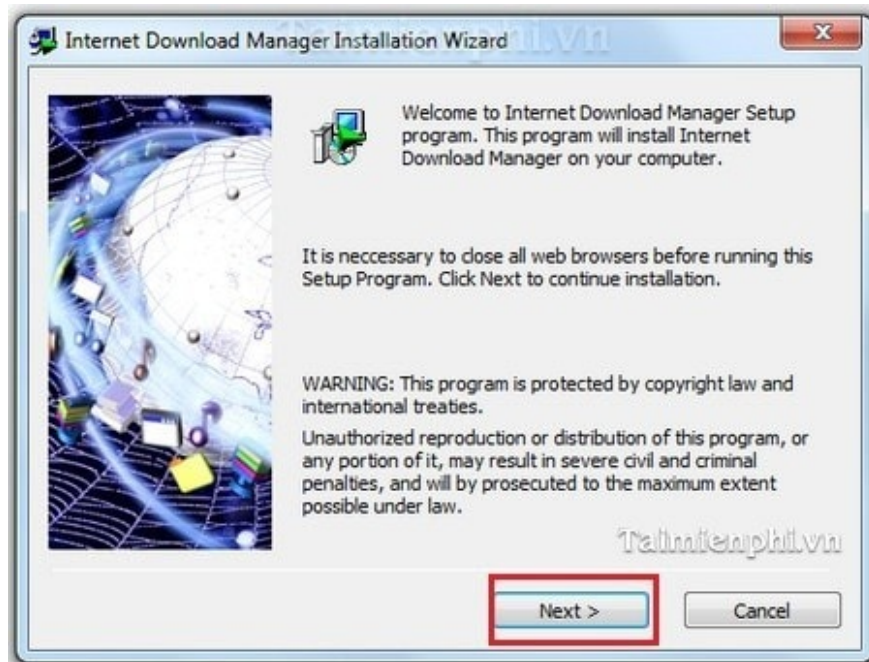 Taimienphi.vn
Internet Download Manager Installation Wizard
Welcome to Internet Download Manager Setup
program. This program will install Internet
Download Manager on your computer.
It is neccessary to close all web browsers before running this
Setup Program. Click Next to continue installation.
WARNING: This program is protected by copyright law and
international treaties.
Unauthorized reproduction or distribution of this program, or
any portion of it, may result in severe civil and criminal
penalties, and will by prosecuted to the maximum extent
possible under law.
Taimienphi.vn
Next > Cancel